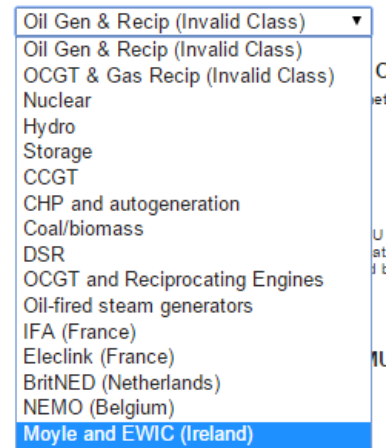 Oil Gen & Recip (Invalid Class)
Oil Gen & Recip (Invalid Class)
OCGT & Gas Recip (Invalid Class)
Nuclear
Hydro
Storage
CCGT
CHP and autogeneration
Coal/biomass
DSR
OCGT and Reciprocating Engines
Oil-fired steam generators
IFA (France)
Eleclink (France)
BritNED (Netherlands)
NEMO (Belgium)
Moyle and EWIC (Ireland)